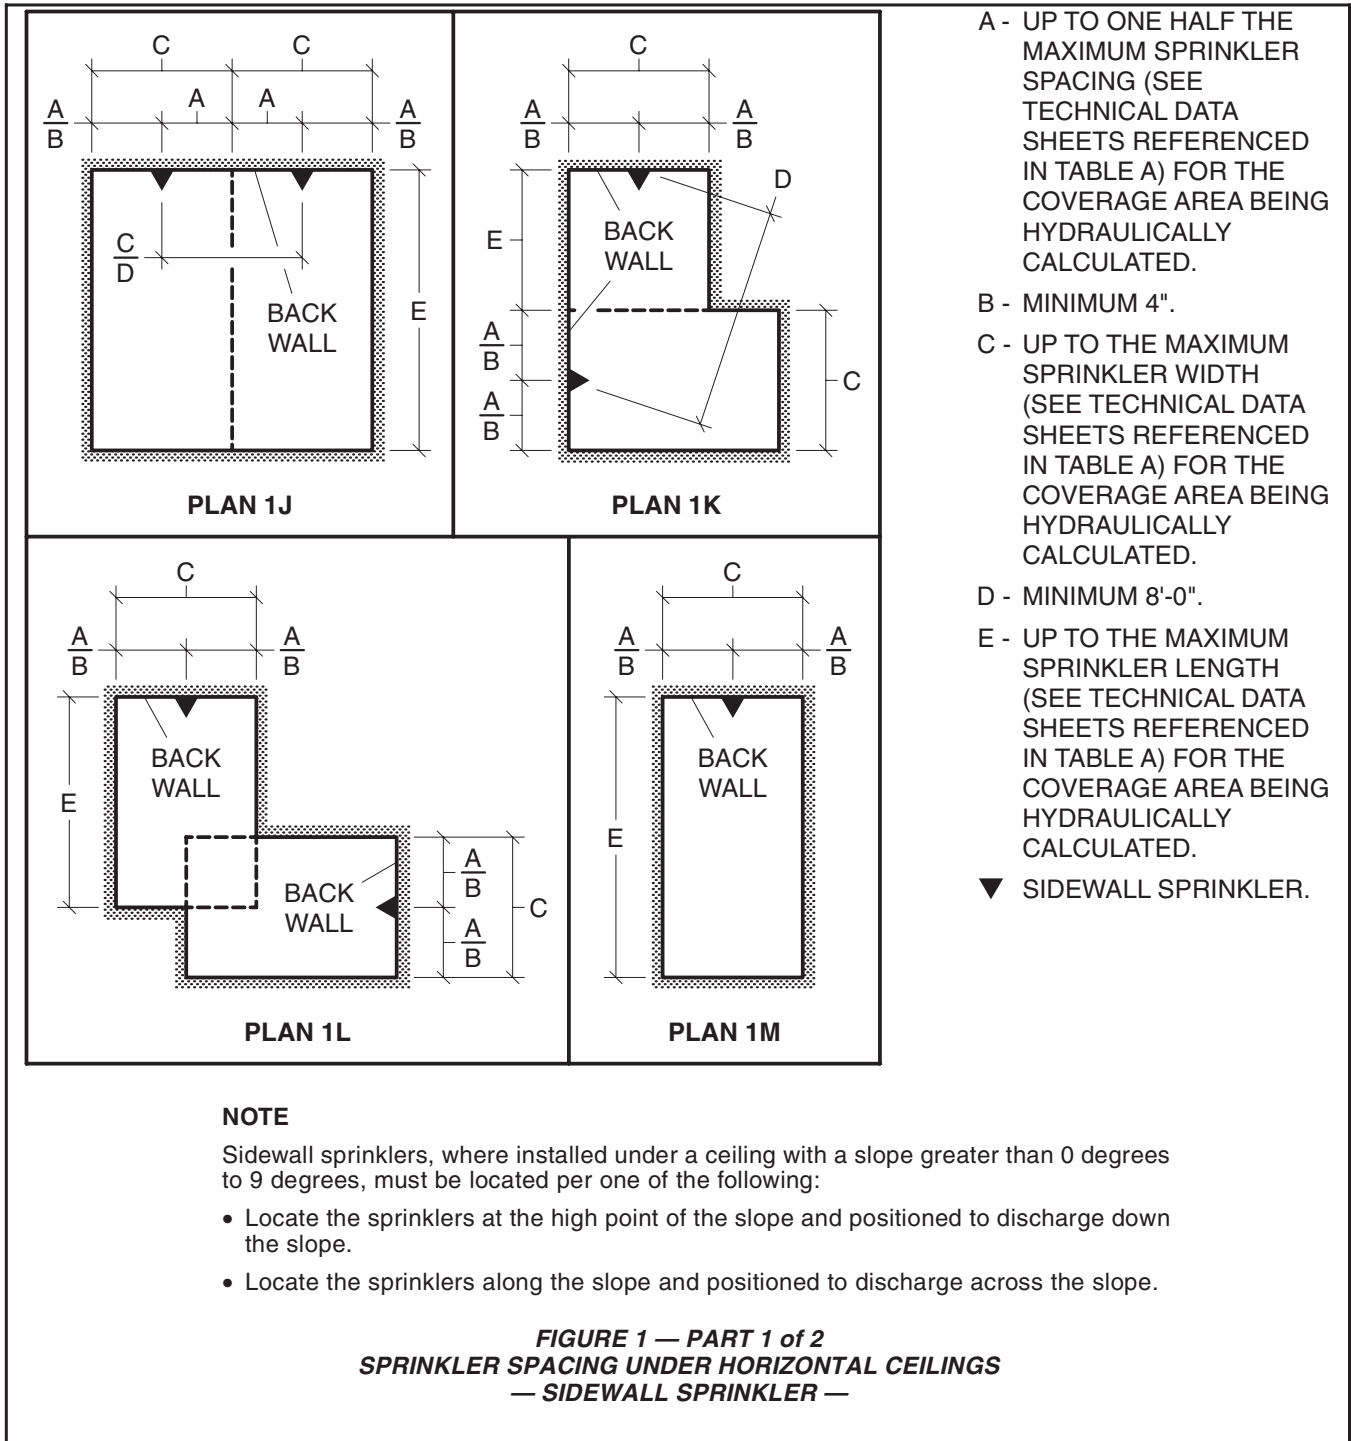 C
C
A
A
A
B
A
B
C
D
E
BACK
WALL
PLAN 1J
C
A
B
A
B
D
E
BACK
WALL
A
B
A
B
C
PLAN 1K
C
A
B
A
B
BACK
WALL
E
BACK
WALL
A
B
A
B
C
PLAN 1L
C
A
B
A
B
BACK
WALL
E
PLAN 1M
A - UP TO ONE HALF THE
MAXIMUM SPRINKLER
SPACING (SEE
TECHNICAL DATA
SHEETS REFERENCED
IN TABLE A) FOR THE
COVERAGE AREA BEING
HYDRAULICALLY
CALCULATED.
B - MINIMUM 4".
C - UP TO THE MAXIMUM
SPRINKLER WIDTH
(SEE TECHNICAL DATA
SHEETS REFERENCED
IN TABLE A) FOR THE
COVERAGE AREA BEING
HYDRAULICALLY
CALCULATED.
D - MINIMUM 8'-0".
E - UP TO THE MAXIMUM
SPRINKLER LENGTH
(SEE TECHNICAL DATA
SHEETS REFERENCED
IN TABLE A) FOR THE
COVERAGE AREA BEING
HYDRAULICALLY
CALCULATED.
▼ SIDEWALL SPRINKLER.
NOTE
Sidewall sprinklers, where installed under a ceiling with a slope greater than 0 degrees
to 9 degrees, must be located per one of the following:
• Locate the sprinklers at the high point of the slope and positioned to discharge down
the slope.
• Locate the sprinklers along the slope and positioned to discharge across the slope.
FIGURE 1 — PART 1 of 2
SPRINKLER SPACING UNDER HORIZONTAL CEILINGS
— SIDEWALL SPRINKLER —